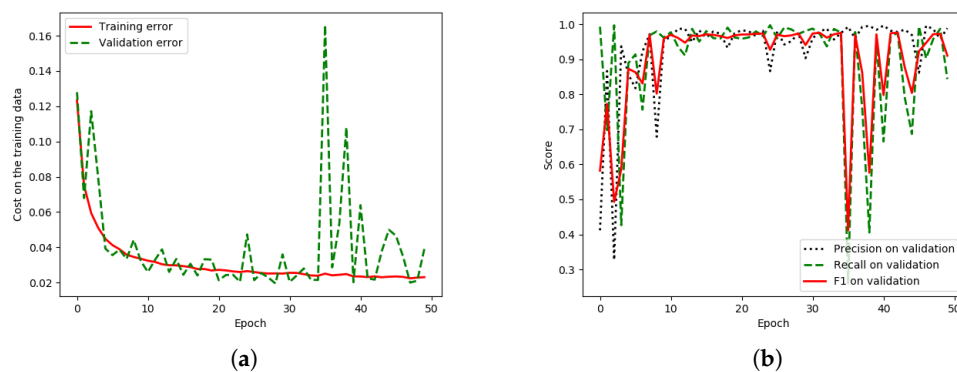 Training error
Validation error
0.16
0.14
0.12
0.10
0.08
0.06
0.04
0.02
Cost on the training data
0 10 20 30 40 50
Epoch
(a)
1.0
0.9
0.8
0.7
0.6
0.5
0.4
0.3
Score
Precision on validation
Recall on validation
F1 on validation
0 10 20 30 40 50
Epoch
(b)